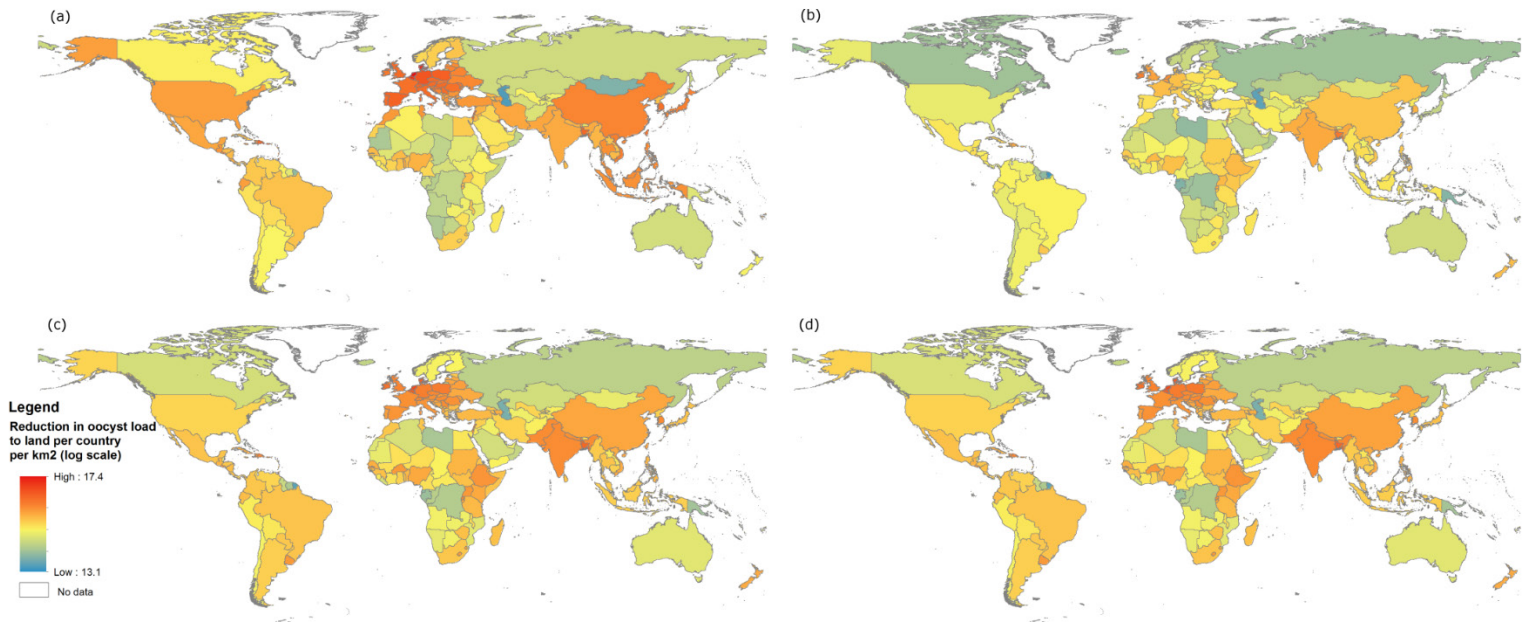 (a)
(b)
(c)
(d)
Legend
Reduction in oocyst load
to land per country
per km2 (log scale)
High : 17.4
Low : 13.1
No data